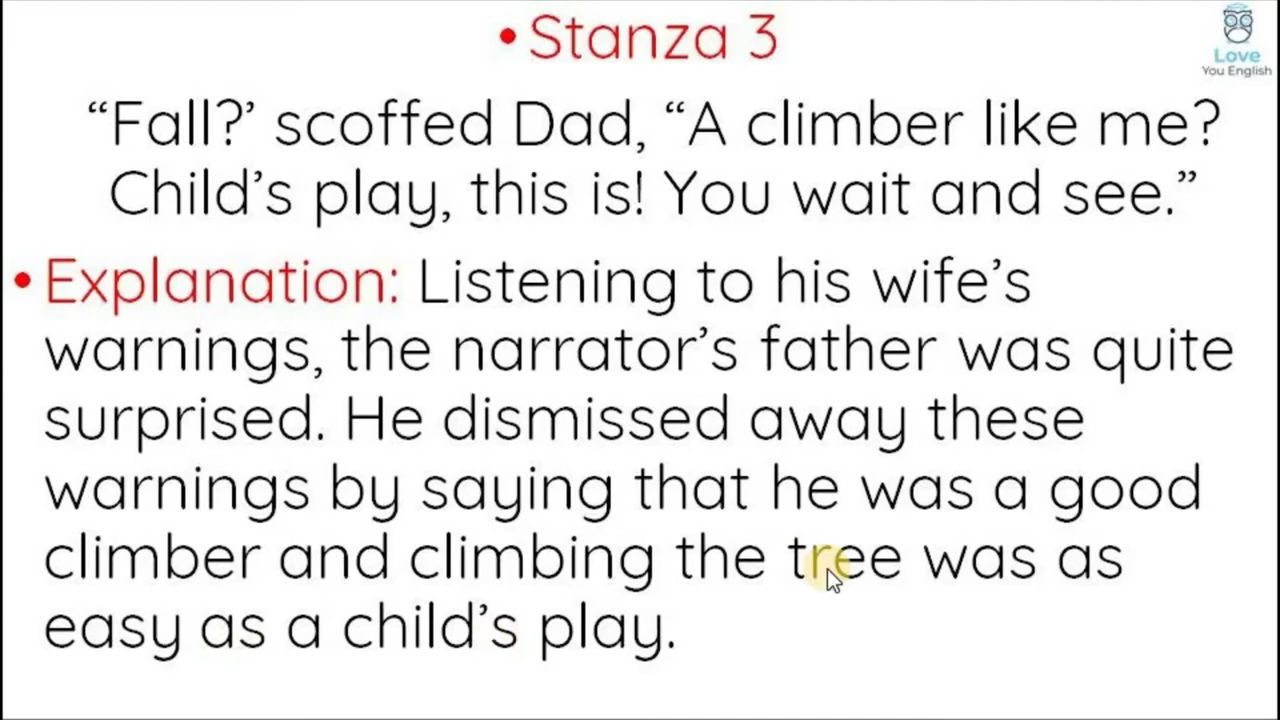 • Stanza 3
Love
You English
“Fall?’ scoffed Dad, “A climber like me?
Child’s play, this is! You wait and see.”
• Explanation: Listening to his wife’s
warnings, the narrator’s father was quite
surprised. He dismissed away these
warnings by saying that he was a good
climber and climbing the tree was as
easy as a child’s play.